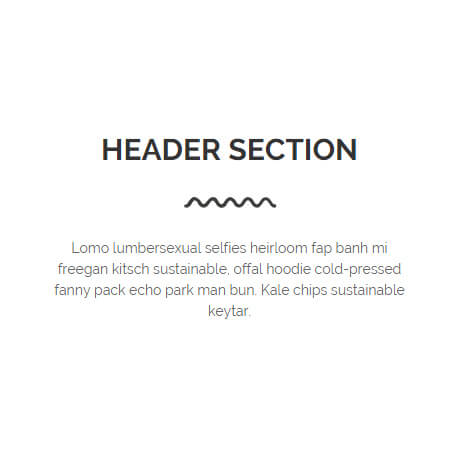 HEADER SECTION
Lomo lumbersexual selfies heirloom fap banh mi
freegan kitsch sustainable, offal hoodie cold-pressed
fanny pack echo park man bun. Kale chips sustainable
keytar.